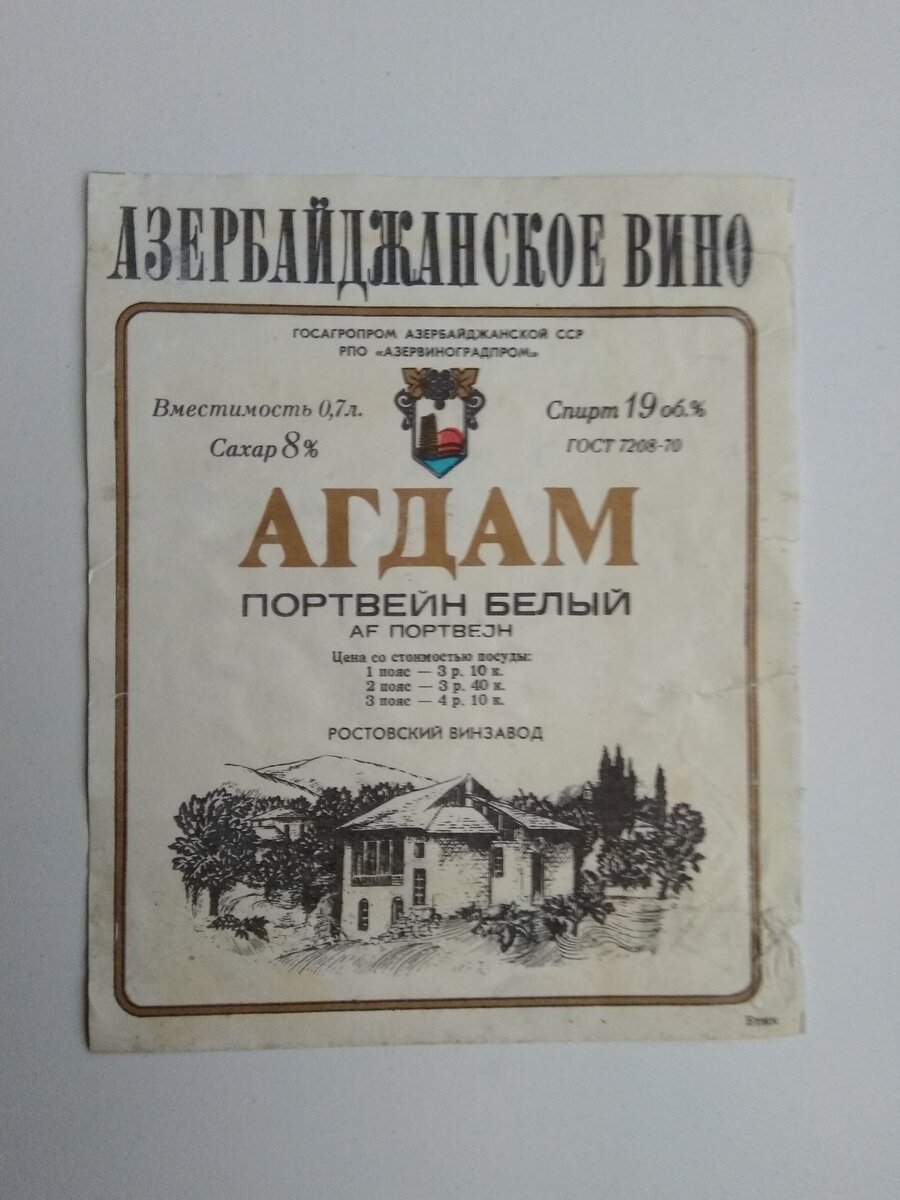 АЗЕРБАЙДЖАНСКОЕ ВИНО
ГОСАГРОПРОМ АЗЕРБАЙДЖАНСКОЙ ССР
РПО «АЗЕРВИНОГРАДПРОМ»
Вместимость 0,7л.
Сахар 8%
Спирт 19 об.%
ГОСТ 7208-70
АГДАМ
ПОРТВЕЙН БЕЛЫЙ
АҒ ПОРТВЕЈН
Цена со стоимостью посуды:
1 пояс — 3 р. 10 к.
2 пояс — 3 р. 40 к.
3 пояс — 4 р. 10 к.
РОСТОВСКИЙ ВИНЗАВОД